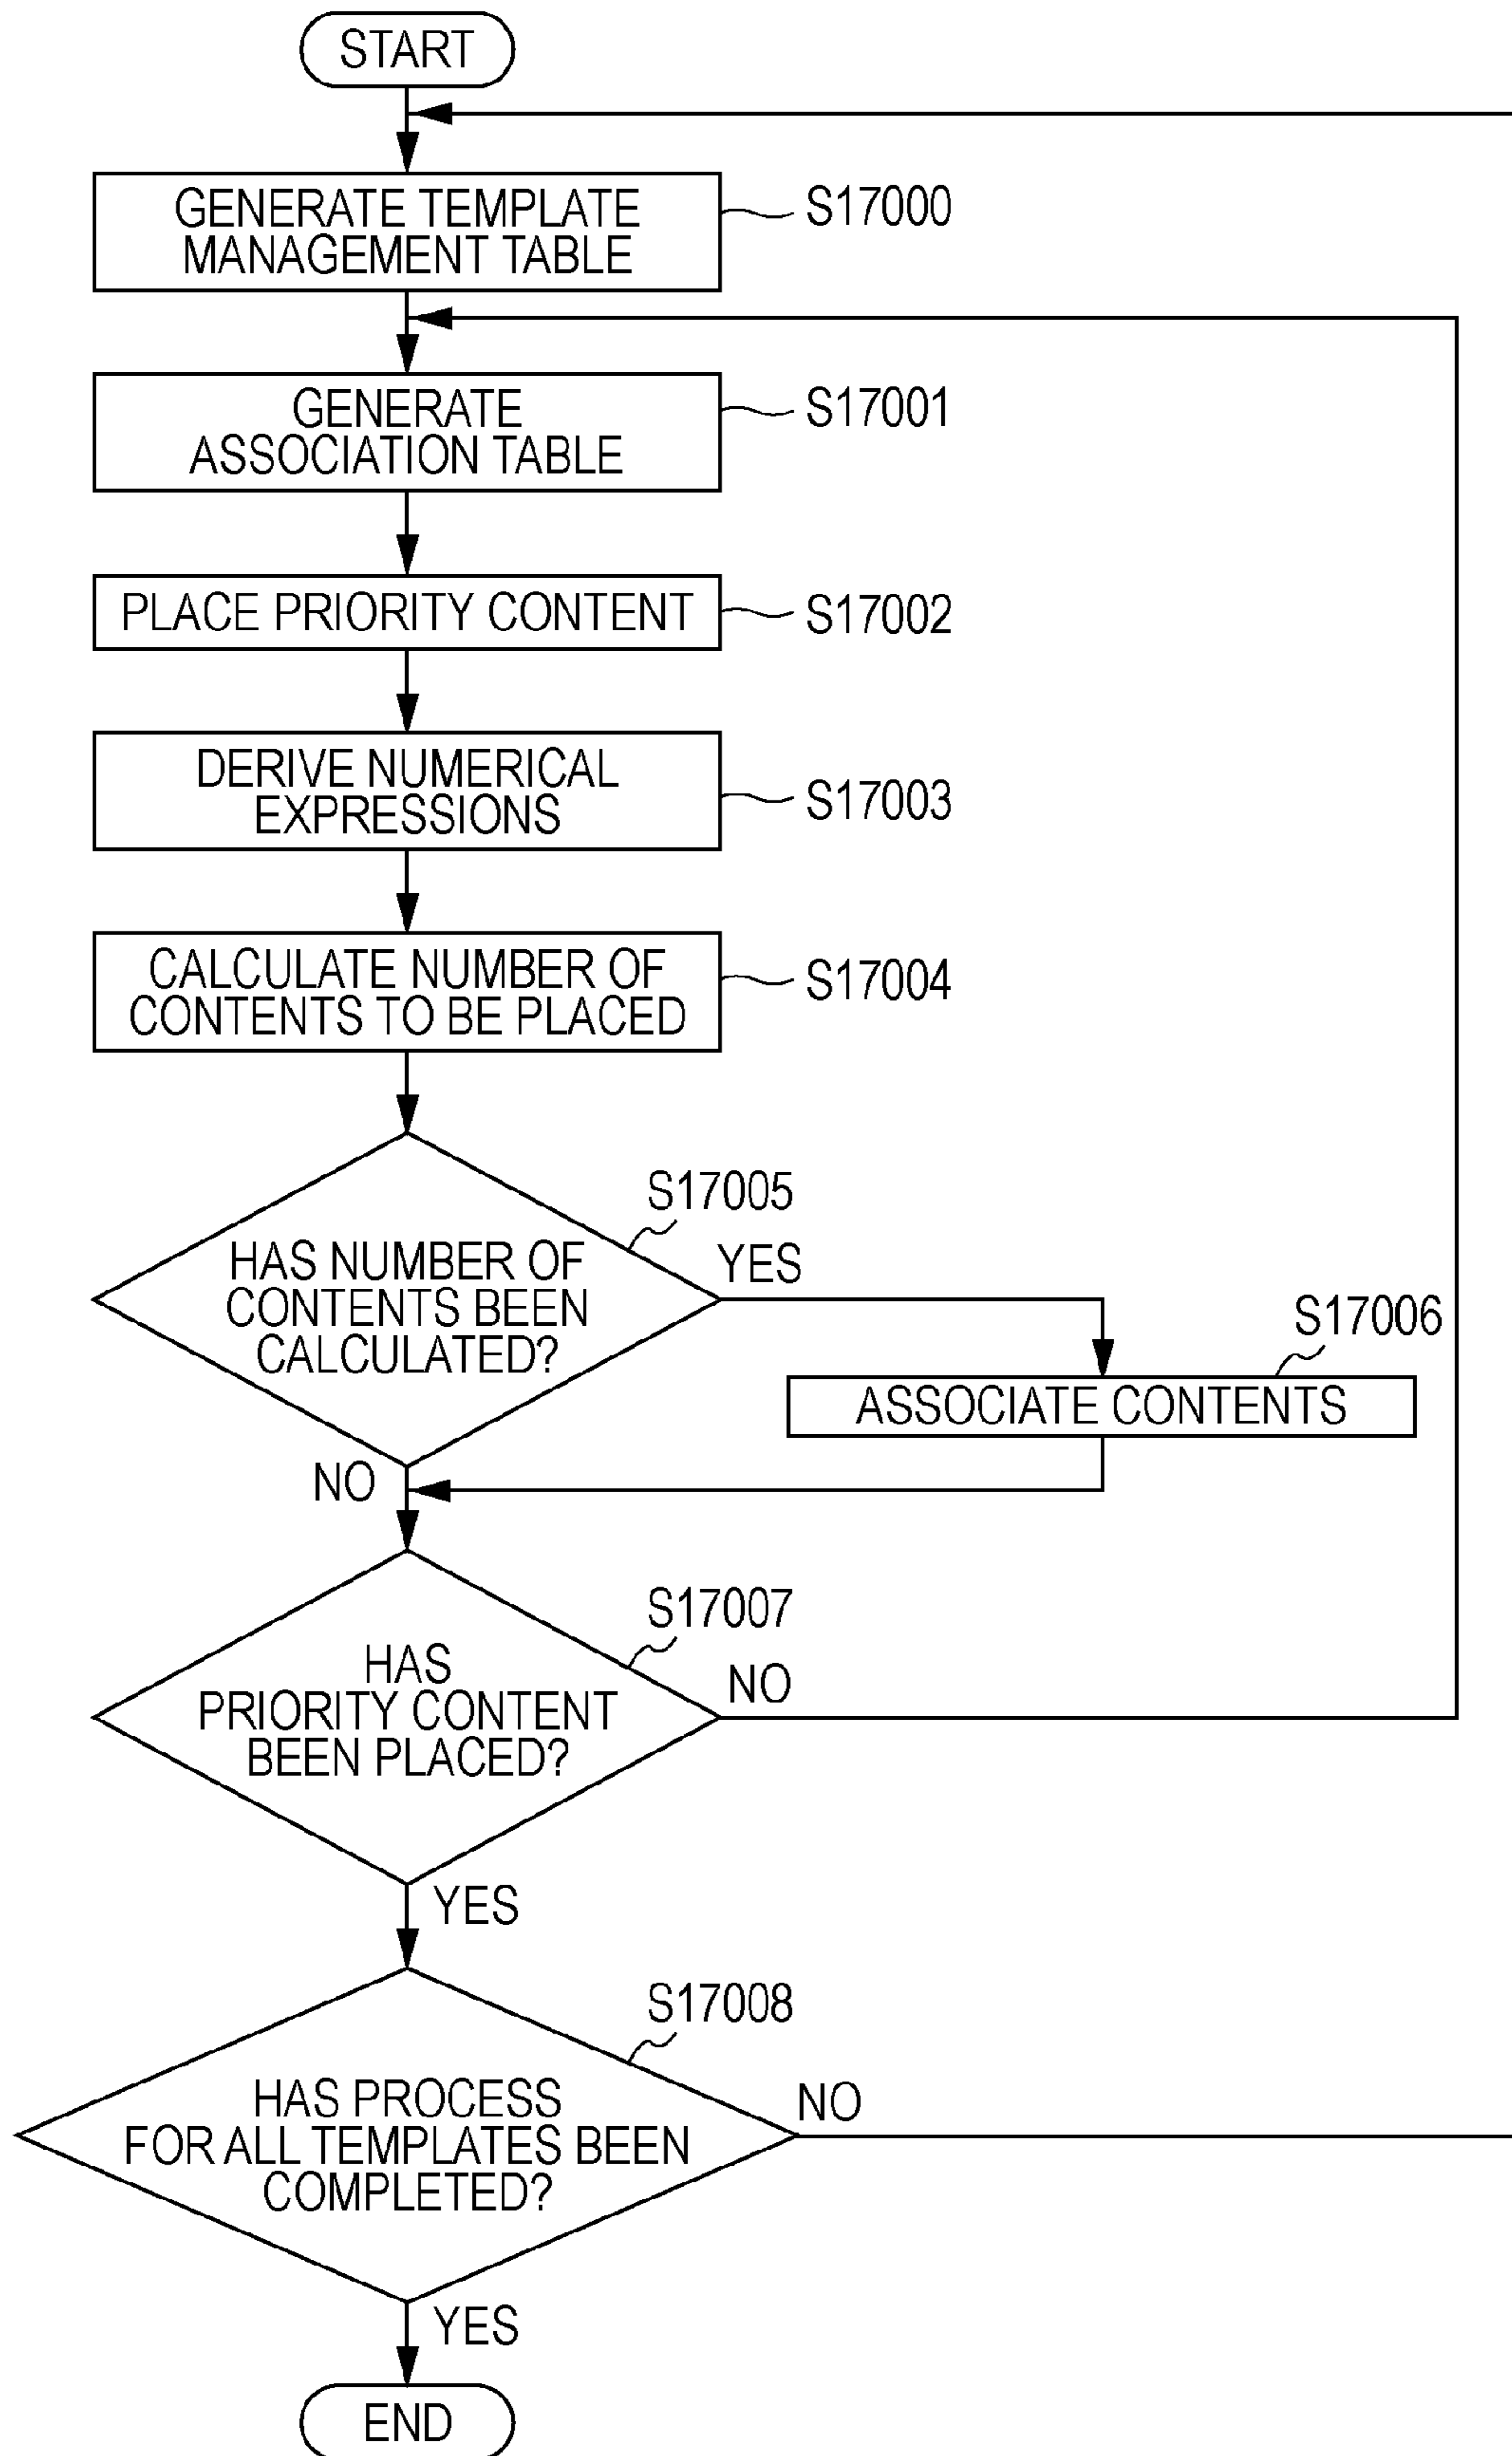 START
GENERATE TEMPLATE
MANAGEMENT TABLE
S17000
GENERATE
ASSOCIATION TABLE
S17001
PLACE PRIORITY CONTENT
S17002
DERIVE NUMERICAL
EXPRESSIONS
S17003
CALCULATE NUMBER OF
CONTENTS TO BE PLACED
S17004
S17005
HAS NUMBER OF
CONTENTS BEEN
CALCULATED?
YES
S17006
ASSOCIATE CONTENTS
NO
S17007
HAS
PRIORITY CONTENT
BEEN PLACED?
NO
YES
S17008
HAS PROCESS
FOR ALL TEMPLATES BEEN
COMPLETED?
NO
YES
END